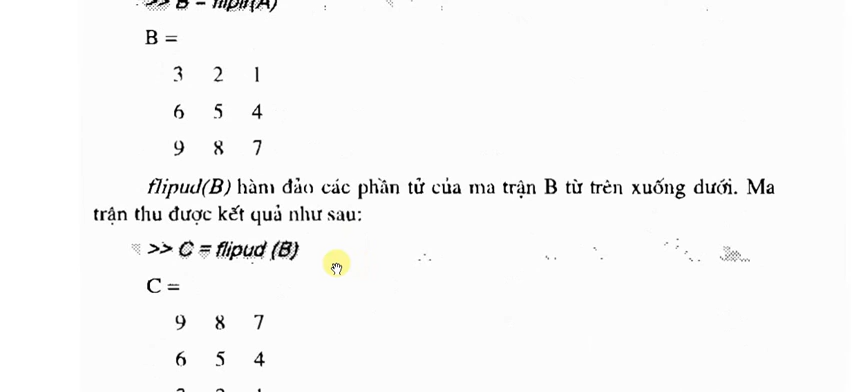 >> B = fliplr(A)
B =
3 2 1
6 5 4
9 8 7
flipud(B) hàm đảo các phần tử của ma trận B từ trên xuống dưới. Ma
trận thu được kết quả như sau:
>> C = flipud (B)
C =
9 8 7
6 5 4